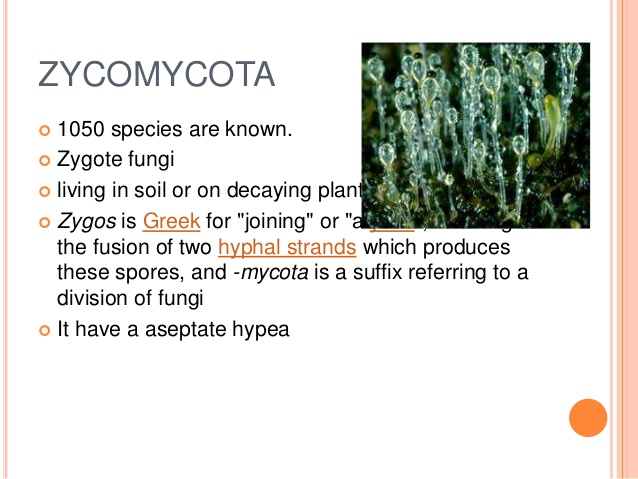 ZYCOMYCOTA
1050 species are known.
Zygote fungi
living in soil or on decaying plant
Zygos is Greek for "joining" or "a
the fusion of two hyphal strands which produces
these spores, and -mycota is a suffix referring to a
division of fungi
It have a aseptate hypea